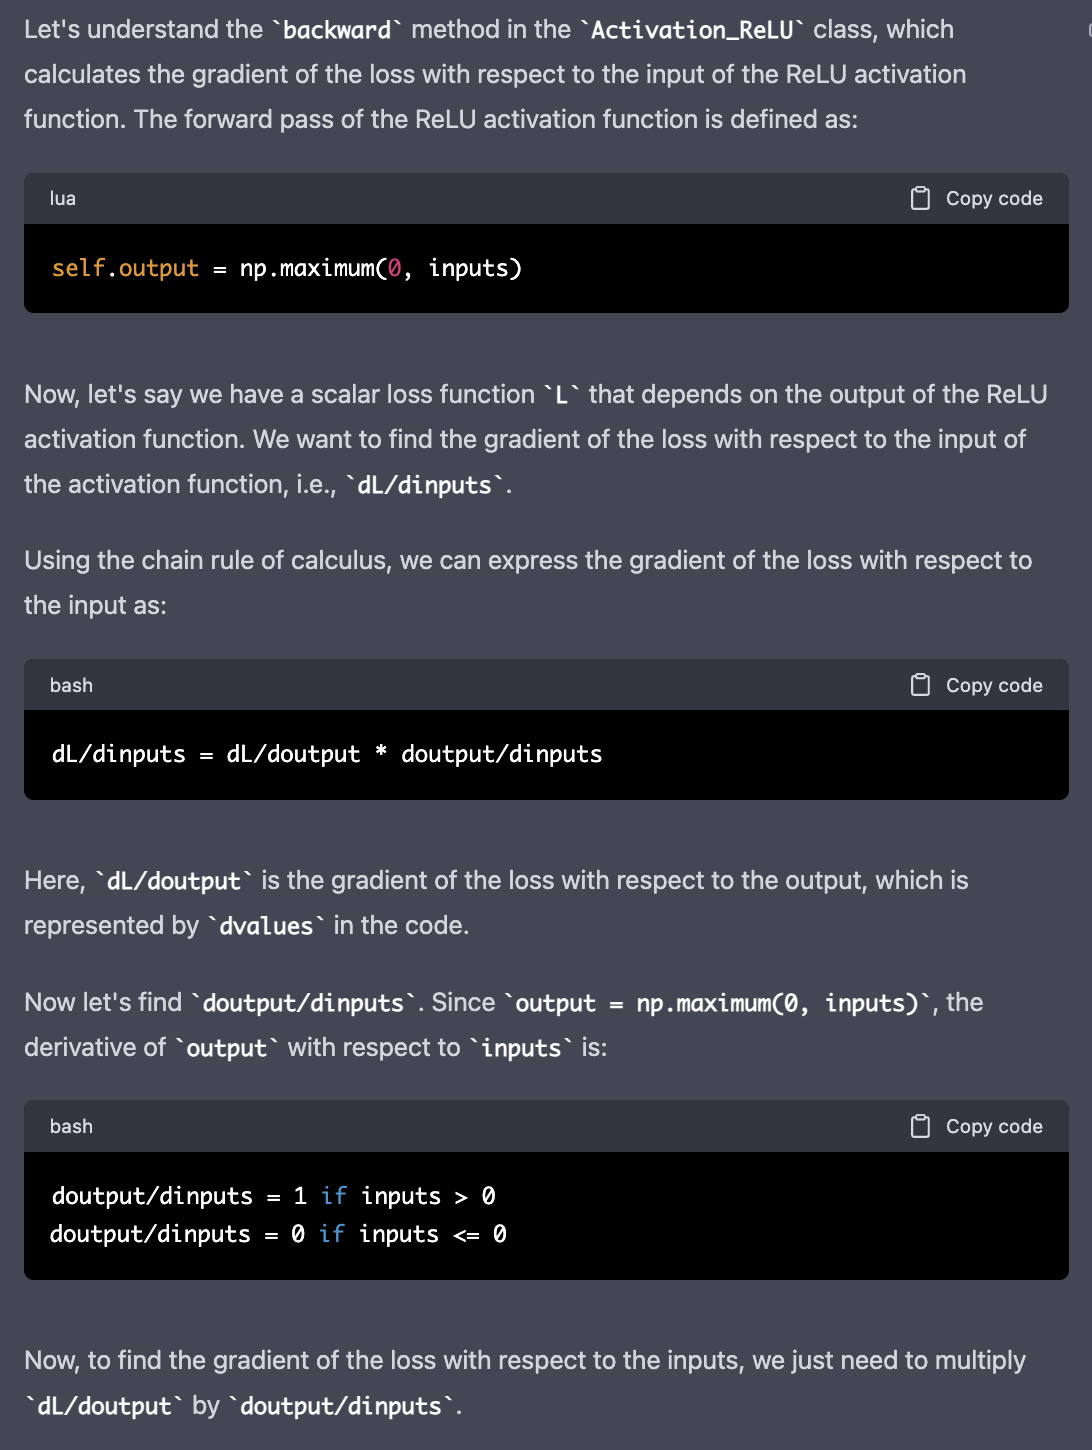 Let's understand the `backward` method in the `Activation_ReLU` class, which
calculates the gradient of the loss with respect to the input of the ReLU activation
function. The forward pass of the ReLU activation function is defined as:
lua
Copy code
self.output = np.maximum(0, inputs)
Now, let's say we have a scalar loss function `L` that depends on the output of the ReLU
activation function. We want to find the gradient of the loss with respect to the input of
the activation function, i.e., `dL/dinputs`.
Using the chain rule of calculus, we can express the gradient of the loss with respect to
the input as:
bash
Copy code
dL/dinputs = dL/doutput * doutput/dinputs
Here, `dL/doutput` is the gradient of the loss with respect to the output, which is
represented by `dvalues` in the code.
Now let's find `doutput/dinputs`. Since `output = np.maximum(0, inputs)`, the
derivative of `output` with respect to `inputs` is:
bash
Copy code
doutput/dinputs = 1 if inputs > 0
doutput/dinputs = 0 if inputs <= 0
Now, to find the gradient of the loss with respect to the inputs, we just need to multiply
`dL/doutput` by `doutput/dinputs`.